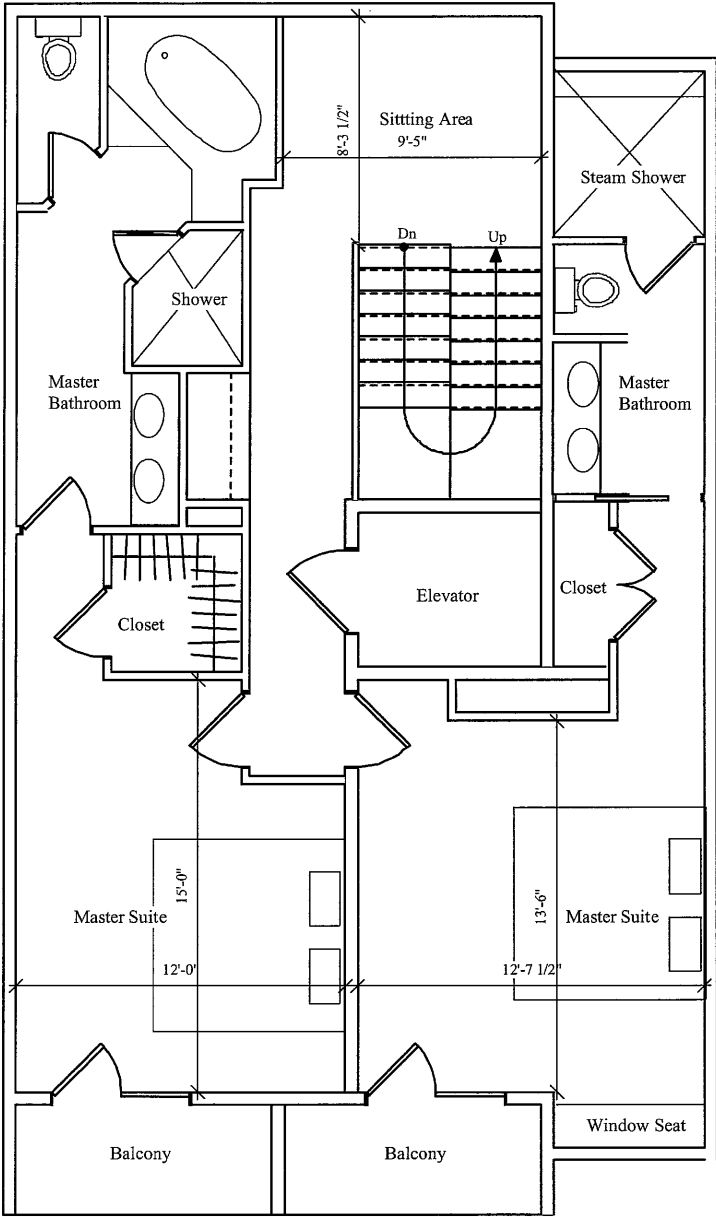 8'-3 1/2"
Sittting Area
9'-5"
Steam Shower
Dn
Up
Shower
Master
Bathroom
Master
Bathroom
Elevator
Closet
Closet
15'-0"
13'-6"
Master Suite
Master Suite
12'-0'
12'-7 1/2"
Window Seat
Balcony
Balcony